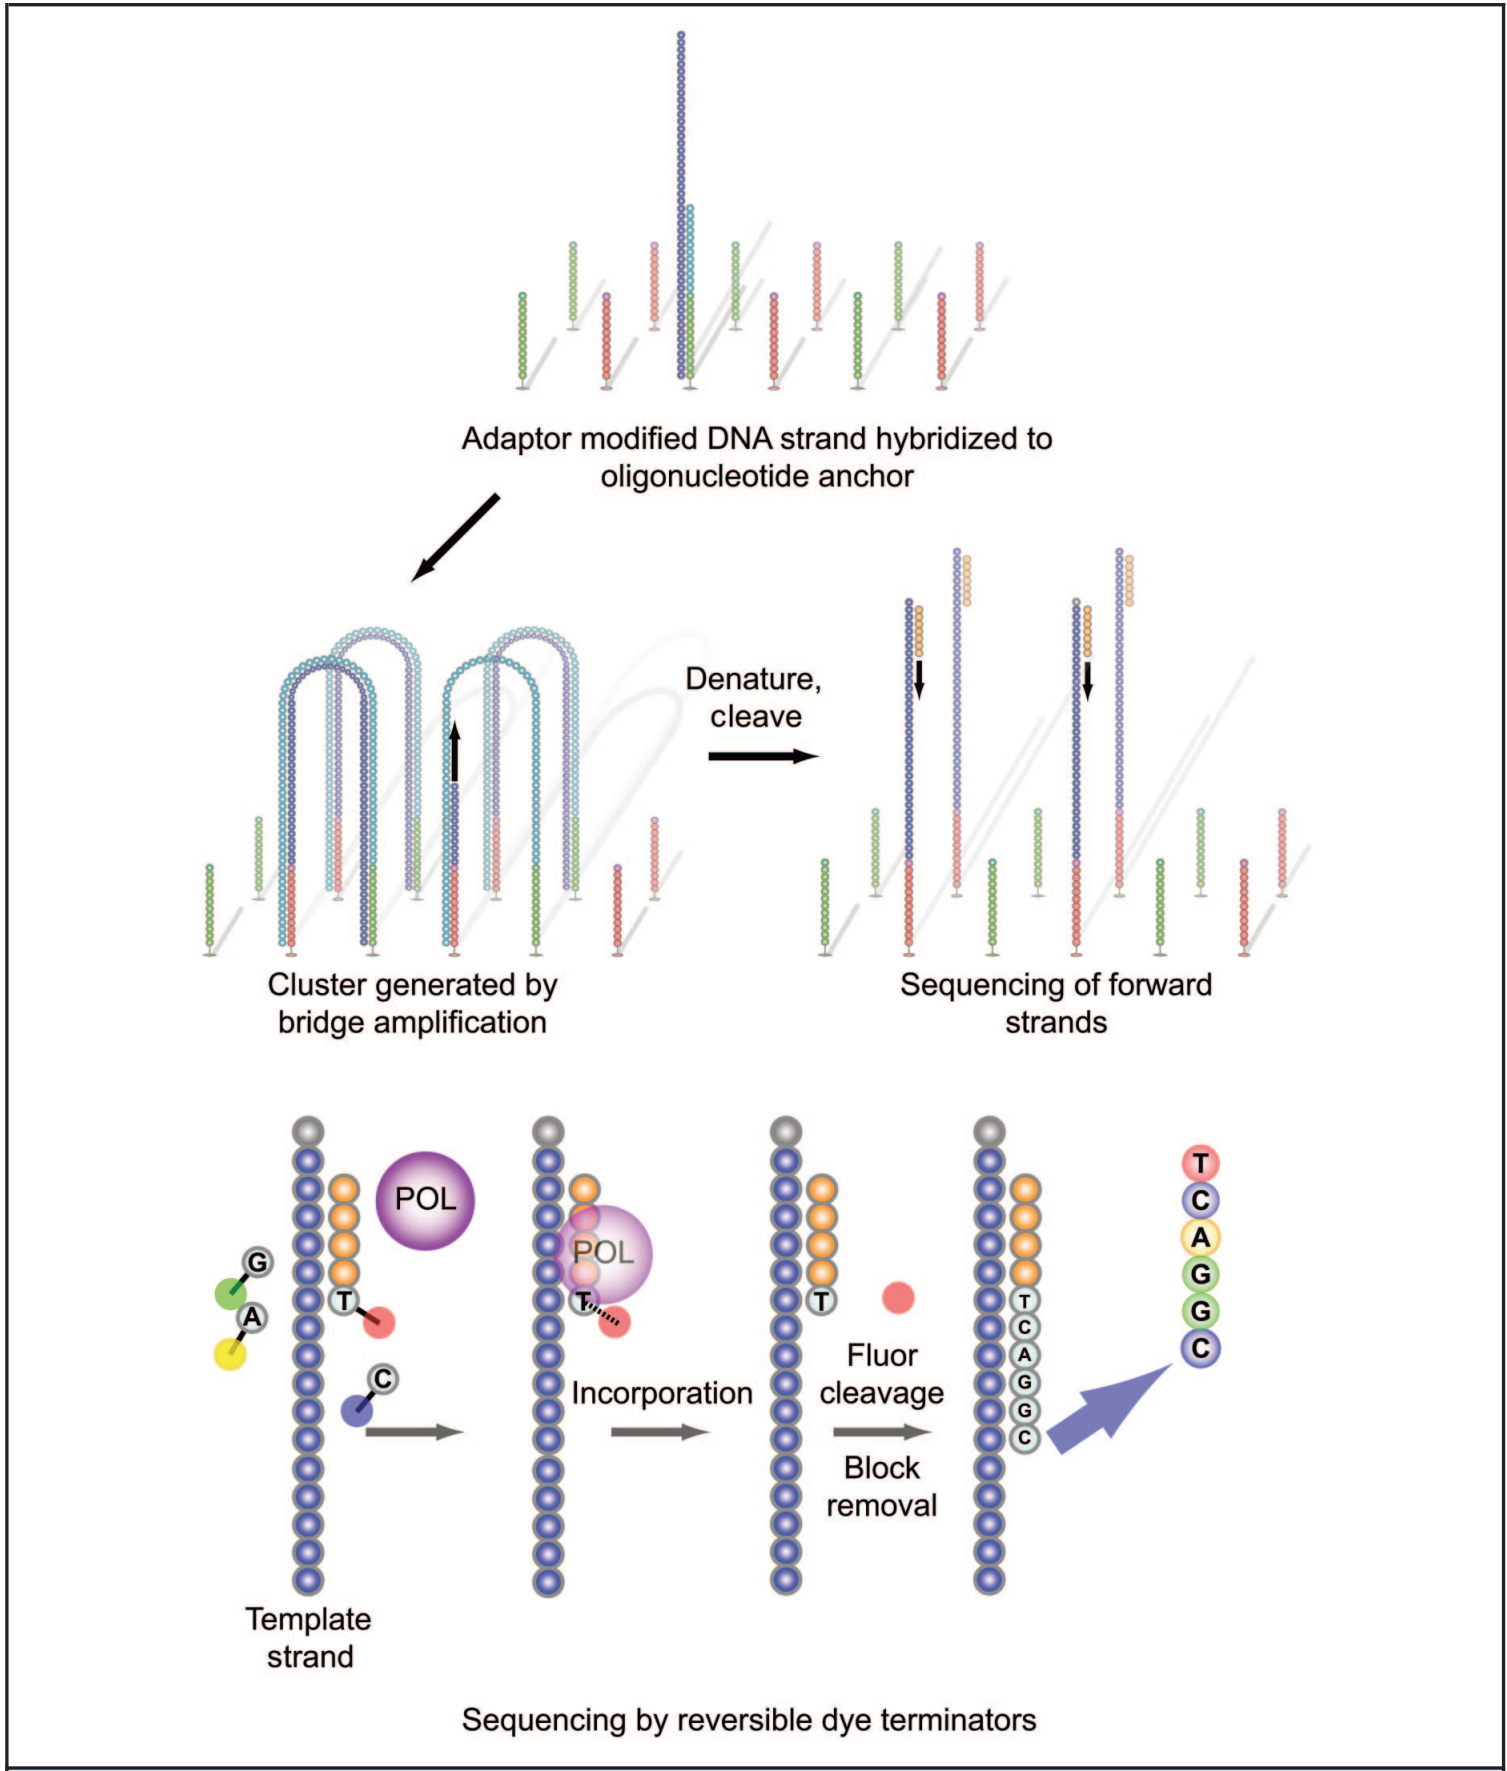 Adaptor modified DNA strand hybridized to
oligonucleotide anchor
Denature,
cleave
Cluster generated by
bridge amplification
Sequencing of forward
strands
POL
G
A
T
C
POL
T
Incorporation
T
Fluor
cleavage
Block
removal
T
C
A
G
G
C
T
C
A
G
G
C
Template
strand
Sequencing by reversible dye terminators